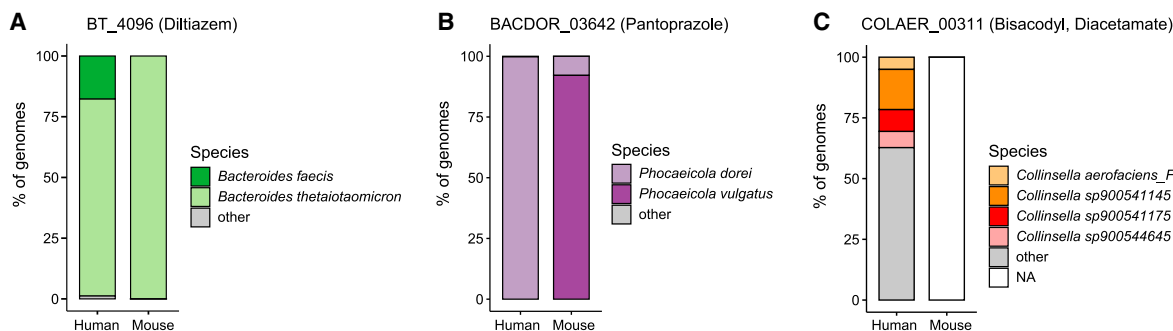 A
BT_4096 (Diltiazem)
100
75
50
25
0
% of genomes
Human
Mouse
Species
Bacteroides faecis
Bacteroides thetaiotaomicron
other
B
BACDOR_03642 (Pantoprazole)
100
75
50
25
0
% of genomes
Human
Mouse
Species
Phocaeicola dorei
Phocaeicola vulgatus
other
C
COLAER_00311 (Bisacodyl, Diacetamate)
100
75
50
25
0
% of genomes
Human
Mouse
Species
Collinsella aerofaciens_F
Collinsella sp900541145
Collinsella sp900541175
Collinsella sp900544645
other
NA